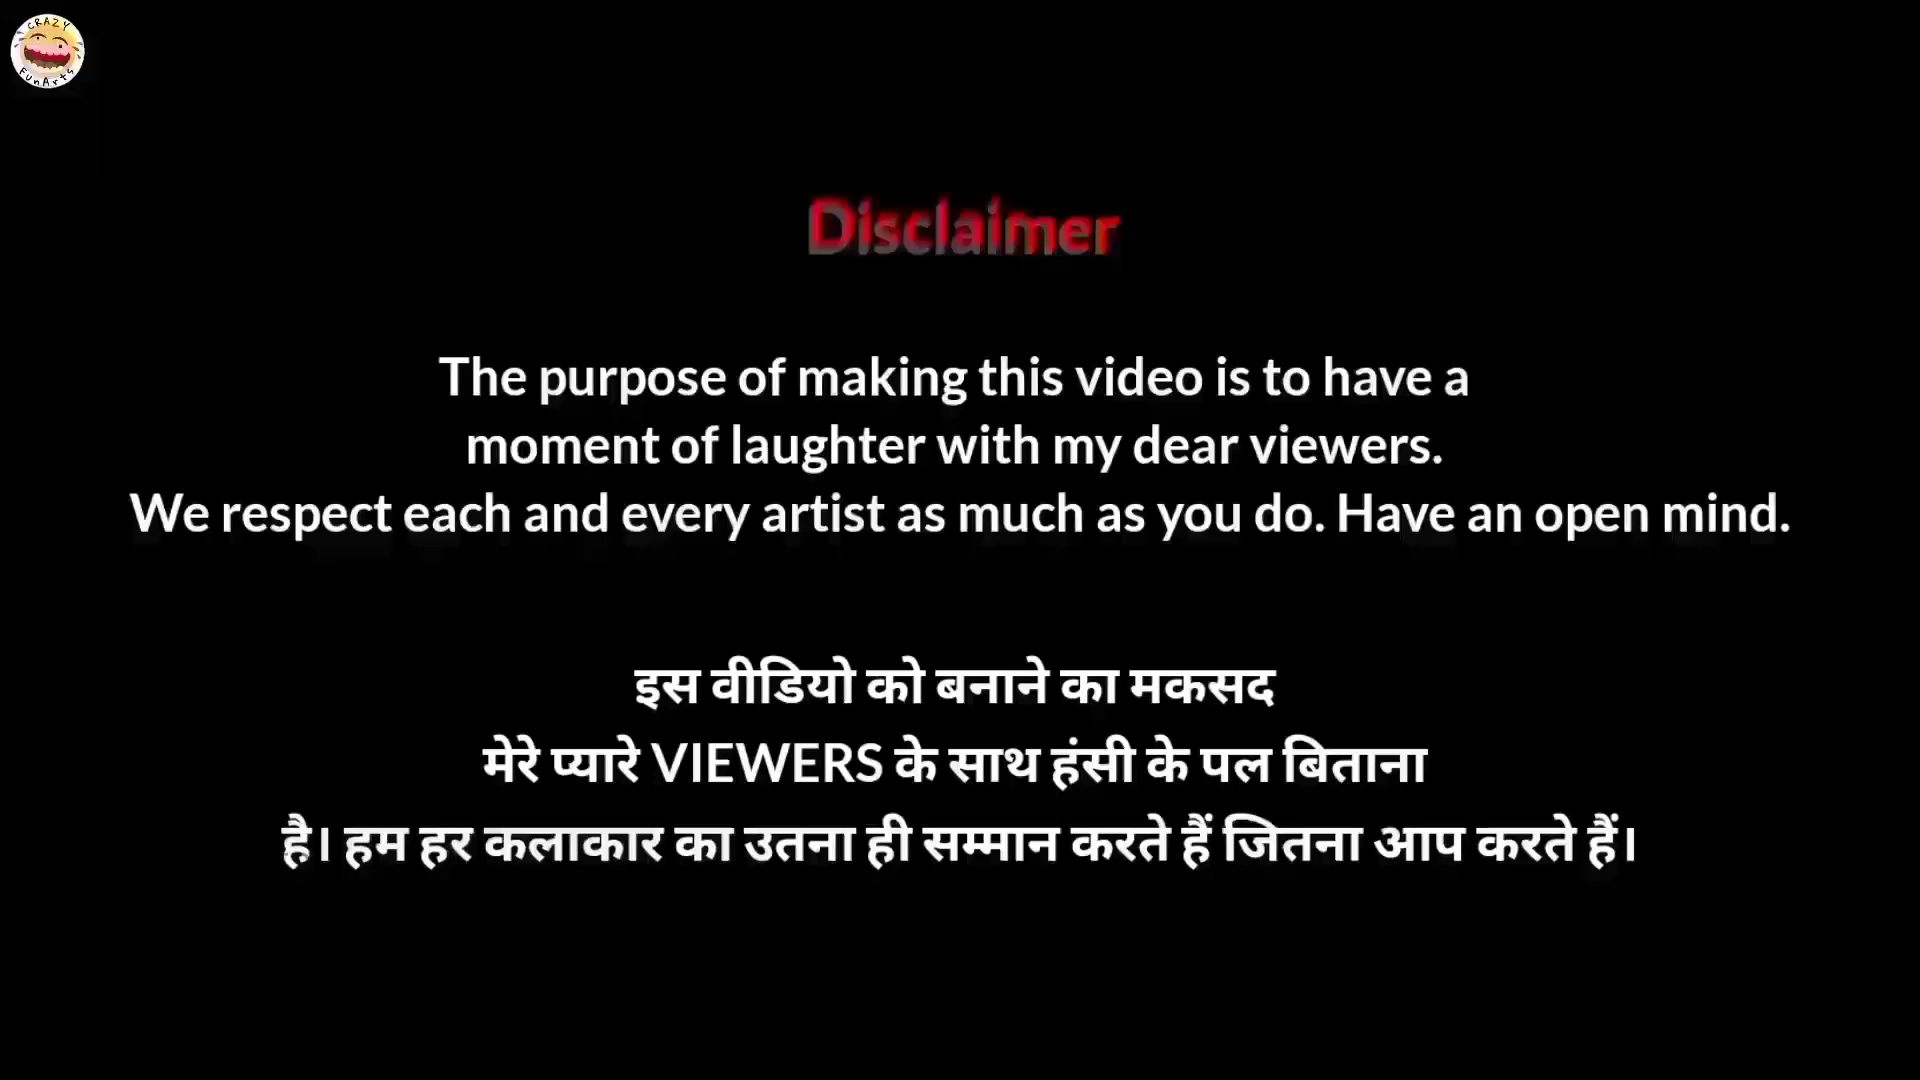 CRAZY
FunArts
Disclaimer
The purpose of making this video is to have a
moment of laughter with my dear viewers.
We respect each and every artist as much as you do. Have an open mind.
इस वीडियो को बनाने का मकसद
मेरे प्यारे VIEWERS के साथ हंसी के पल बिताना
है। हम हर कलाकार का उतना ही सम्मान करते हैं जितना आप करते हैं।